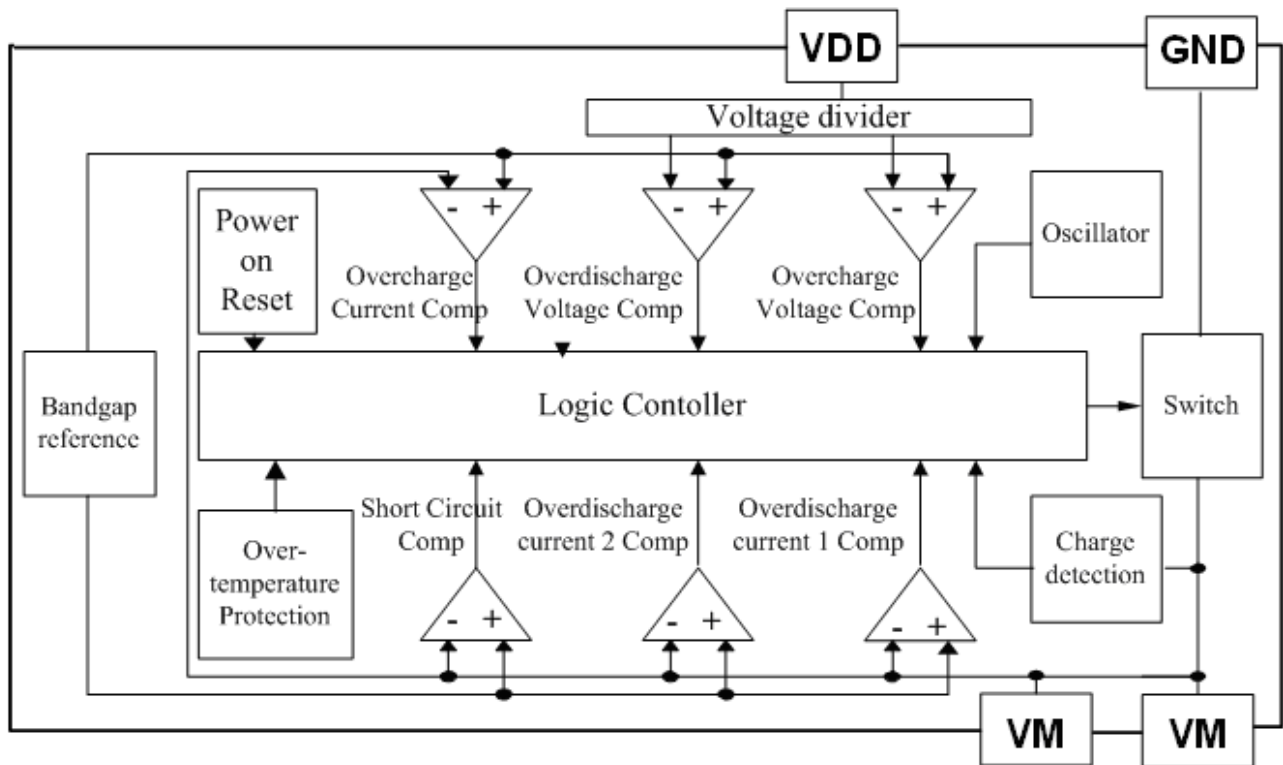 VDD
GND
Voltage divider
- +
- +
- +
Power
on
Reset
Oscillator
Overcharge
Current Comp
Overdischarge
Voltage Comp
Overcharge
Voltage Comp
Bandgap
reference
Logic Contoller
Switch
Short Circuit
Comp
Overdischarge
current 2 Comp
Overdischarge
current 1 Comp
Over-
temperature
Protection
Charge
detection
- +
- +
- +
VM
VM